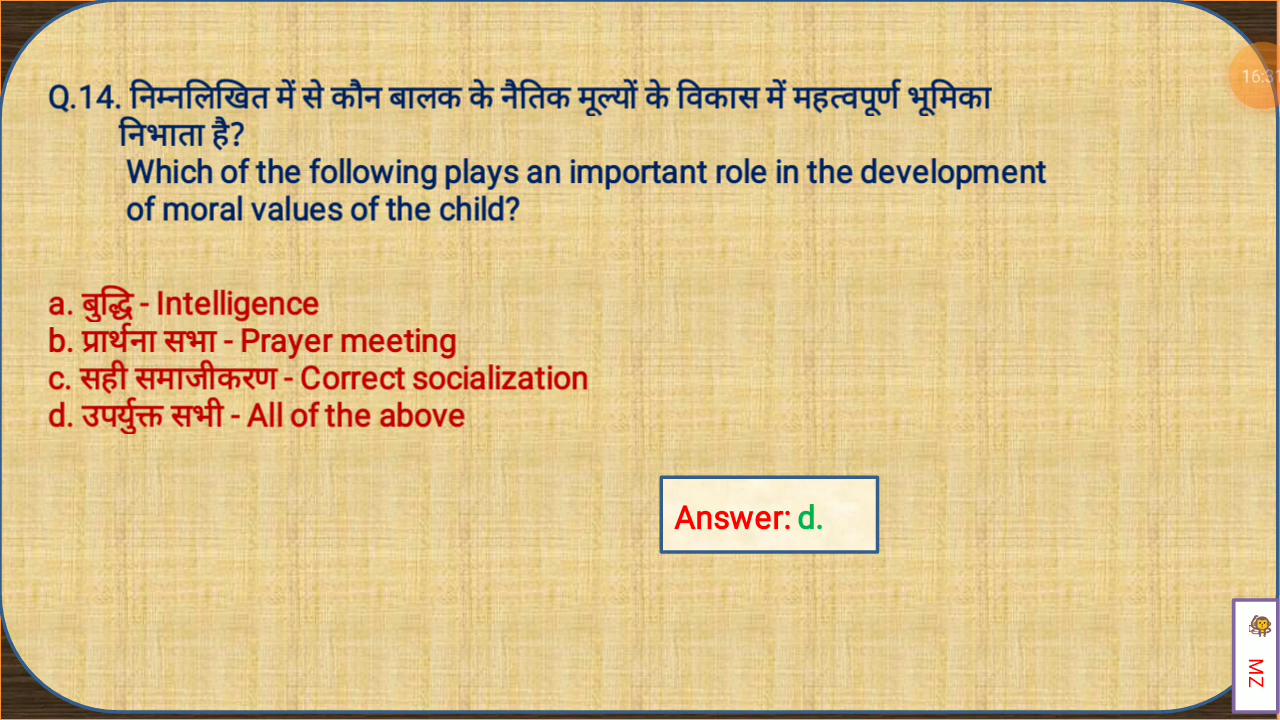 Q.14. निम्नलिखित में से कौन बालक के नैतिक मूल्यों के विकास में महत्वपूर्ण भूमिका
निभाता है?
Which of the following plays an important role in the development
of moral values of the child?
a. बुद्धि - Intelligence
b. प्रार्थना सभा - Prayer meeting
c. सही समाजीकरण - Correct socialization
d. उपर्युक्त सभी - All of the above
Answer: d.
MZ